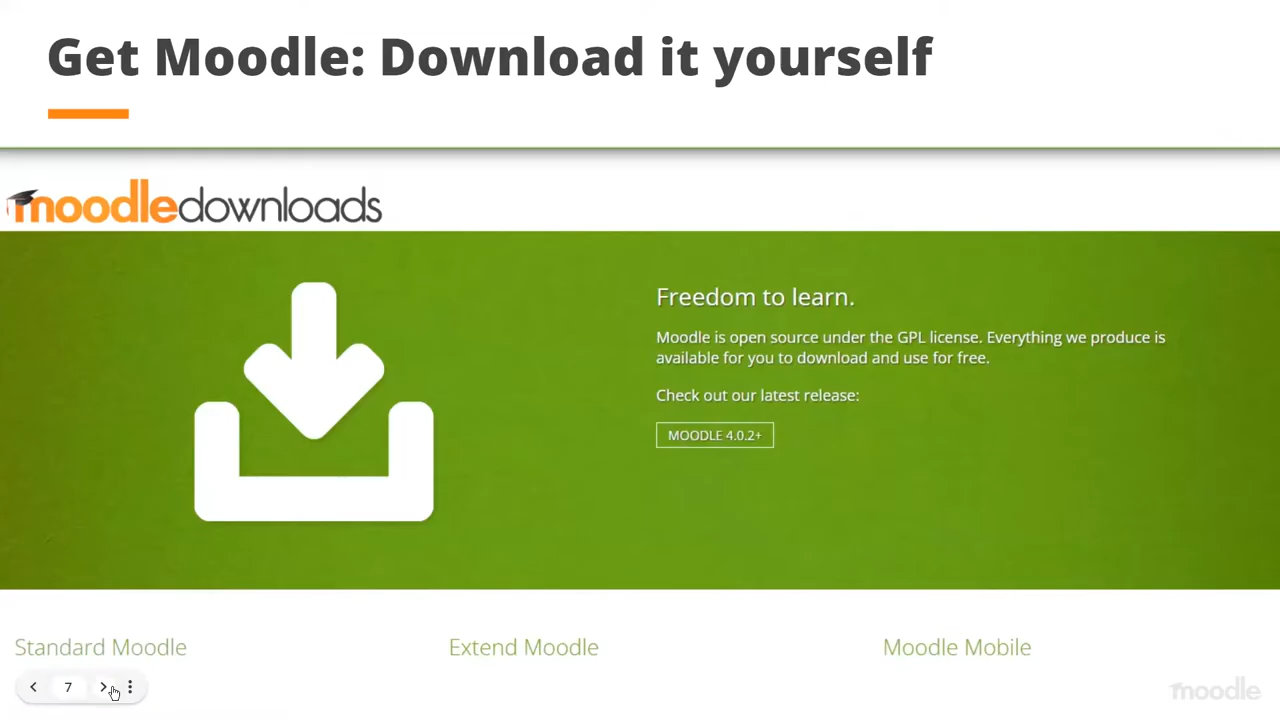 Get Moodle: Download it yourself
moodledownloads
Freedom to learn.
Moodle is open source under the GPL license. Everything we produce is
available for you to download and use for free.
Check out our latest release:
MOODLE 4.0.2+
Standard Moodle
Extend Moodle
Moodle Mobile
7
moodle